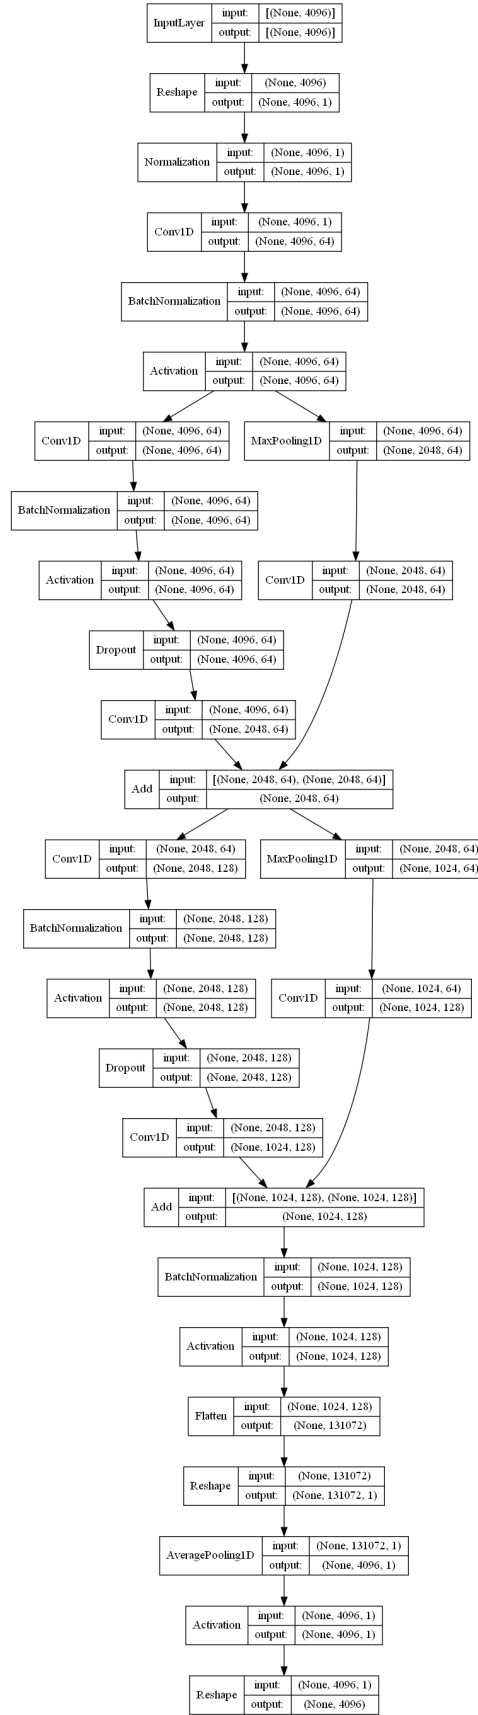 InputLayer input: [(None, 4096)]
output: [(None, 4096)]
Reshape input: (None, 4096)
output: (None, 4096, 1)
Normalization input: (None, 4096, 1)
output: (None, 4096, 1)
Conv1D input: (None, 4096, 1)
output: (None, 4096, 64)
BatchNormalization input: (None, 4096, 64)
output: (None, 4096, 64)
Activation input: (None, 4096, 64)
output: (None, 4096, 64)
Conv1D input: (None, 4096, 64)
output: (None, 4096, 64)
MaxPooling1D input: (None, 4096, 64)
output: (None, 2048, 64)
BatchNormalization input: (None, 4096, 64)
output: (None, 4096, 64)
Activation input: (None, 4096, 64)
output: (None, 4096, 64)
Conv1D input: (None, 2048, 64)
output: (None, 2048, 64)
Dropout input: (None, 4096, 64)
output: (None, 4096, 64)
Conv1D input: (None, 4096, 64)
output: (None, 2048, 64)
Add input: [(None, 2048, 64), (None, 2048, 64)]
output: (None, 2048, 64)
Conv1D input: (None, 2048, 64)
output: (None, 2048, 128)
MaxPooling1D input: (None, 2048, 64)
output: (None, 1024, 64)
BatchNormalization input: (None, 2048, 128)
output: (None, 2048, 128)
Activation input: (None, 2048, 128)
output: (None, 2048, 128)
Conv1D input: (None, 1024, 64)
output: (None, 1024, 128)
Dropout input: (None, 2048, 128)
output: (None, 2048, 128)
Conv1D input: (None, 2048, 128)
output: (None, 1024, 128)
Add input: [(None, 1024, 128), (None, 1024, 128)]
output: (None, 1024, 128)
BatchNormalization input: (None, 1024, 128)
output: (None, 1024, 128)
Activation input: (None, 1024, 128)
output: (None, 1024, 128)
Flatten input: (None, 1024, 128)
output: (None, 131072)
Reshape input: (None, 131072)
output: (None, 131072, 1)
AveragePooling1D input: (None, 131072, 1)
output: (None, 4096, 1)
Activation input: (None, 4096, 1)
output: (None, 4096, 1)
Reshape input: (None, 4096, 1)
output: (None, 4096)